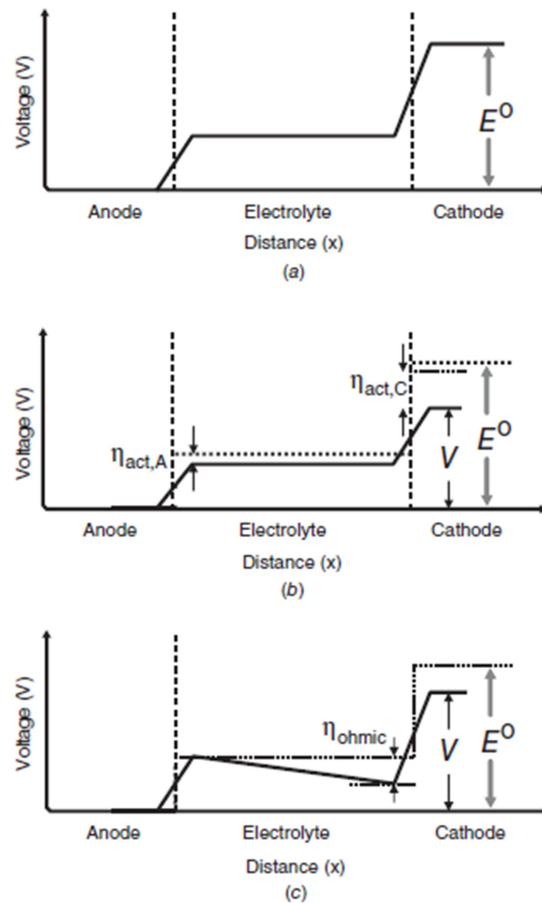 Voltage (V)
E⁰
Anode
Electrolyte
Cathode
Distance (x)
(a)
Voltage (V)
ηact,A
ηact,C
V
E⁰
Anode
Electrolyte
Cathode
Distance (x)
(b)
Voltage (V)
ηohmic
V
E⁰
Anode
Electrolyte
Cathode
Distance (x)
(c)